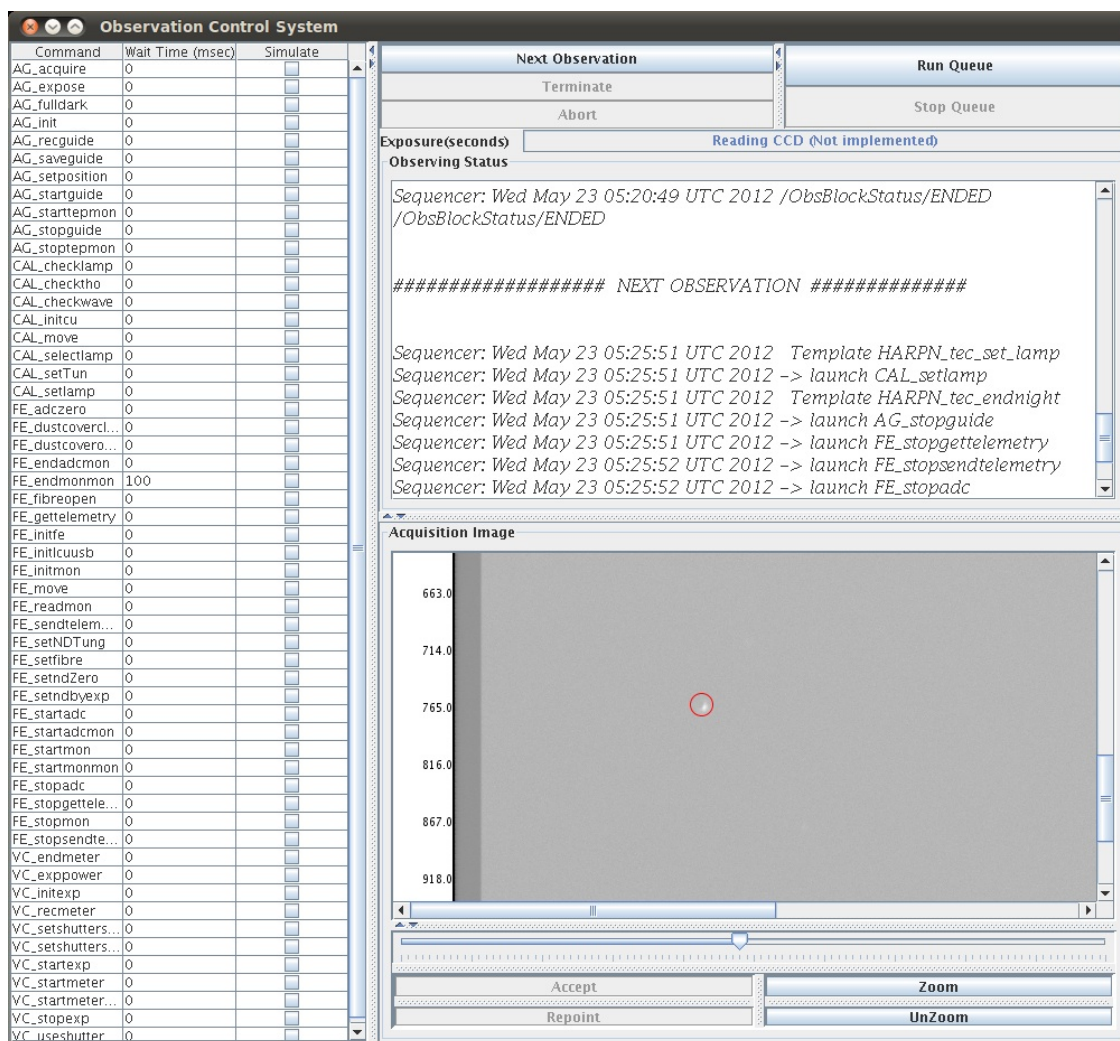 Observation Control System
Command Wait Time (msec) Simulate
AG_acquire 0
AG_expose 0
AG_fulldark 0
AG_init 0
AG_recguide 0
AG_saveguide 0
AG_setposition 0
AG_startguide 0
AG_starttepmon 0
AG_stopguide 0
AG_stoptepmon 0
CAL_checklamp 0
CAL_checktho 0
CAL_checkwave 0
CAL_initcu 0
CAL_move 0
CAL_selectlamp 0
CAL_setTun 0
CAL_setlamp 0
FE_adczero 0
FE_dustcovercl... 0
FE_dustcovero... 0
FE_endadcmon 0
FE_endmonmon 100
FE_fibreopen 0
FE_gettelemetry 0
FE_initfe 0
FE_initlcuusb 0
FE_initmon 0
FE_move 0
FE_readmon 0
FE_sendtelem... 0
FE_setNDTung 0
FE_setfibre 0
FE_setndZero 0
FE_setndbyexp 0
FE_startadc 0
FE_startadcmon 0
FE_startmon 0
FE_startmonmon 0
FE_stopadc 0
FE_stopgettele... 0
FE_stopmon 0
FE_stopsendte... 0
VC_endmeter 0
VC_exppower 0
VC_initexp 0
VC_recmeter 0
VC_setshutters... 0
VC_setshutters... 0
VC_startexp 0
VC_startmeter 0
VC_startmeter... 0
VC_stopexp 0
VC_useshutter 0
Next Observation
Terminate
Abort
Run Queue
Stop Queue
Exposure(seconds) Reading CCD (Not implemented)
Observing Status
Sequencer: Wed May 23 05:20:49 UTC 2012 /ObsBlockStatus/ENDED
/ObsBlockStatus/ENDED
################### NEXT OBSERVATION ##############
Sequencer: Wed May 23 05:25:51 UTC 2012 Template HARPN_tec_set_lamp
Sequencer: Wed May 23 05:25:51 UTC 2012 -> launch CAL_setlamp
Sequencer: Wed May 23 05:25:51 UTC 2012 Template HARPN_tec_endnight
Sequencer: Wed May 23 05:25:51 UTC 2012 -> launch AG_stopguide
Sequencer: Wed May 23 05:25:51 UTC 2012 -> launch FE_stopgettelemetry
Sequencer: Wed May 23 05:25:52 UTC 2012 -> launch FE_stopsendtelemetry
Sequencer: Wed May 23 05:25:52 UTC 2012 -> launch FE_stopadc
Acquisition Image
663.0
714.0
765.0
816.0
867.0
918.0
Accept Zoom
Repoint UnZoom